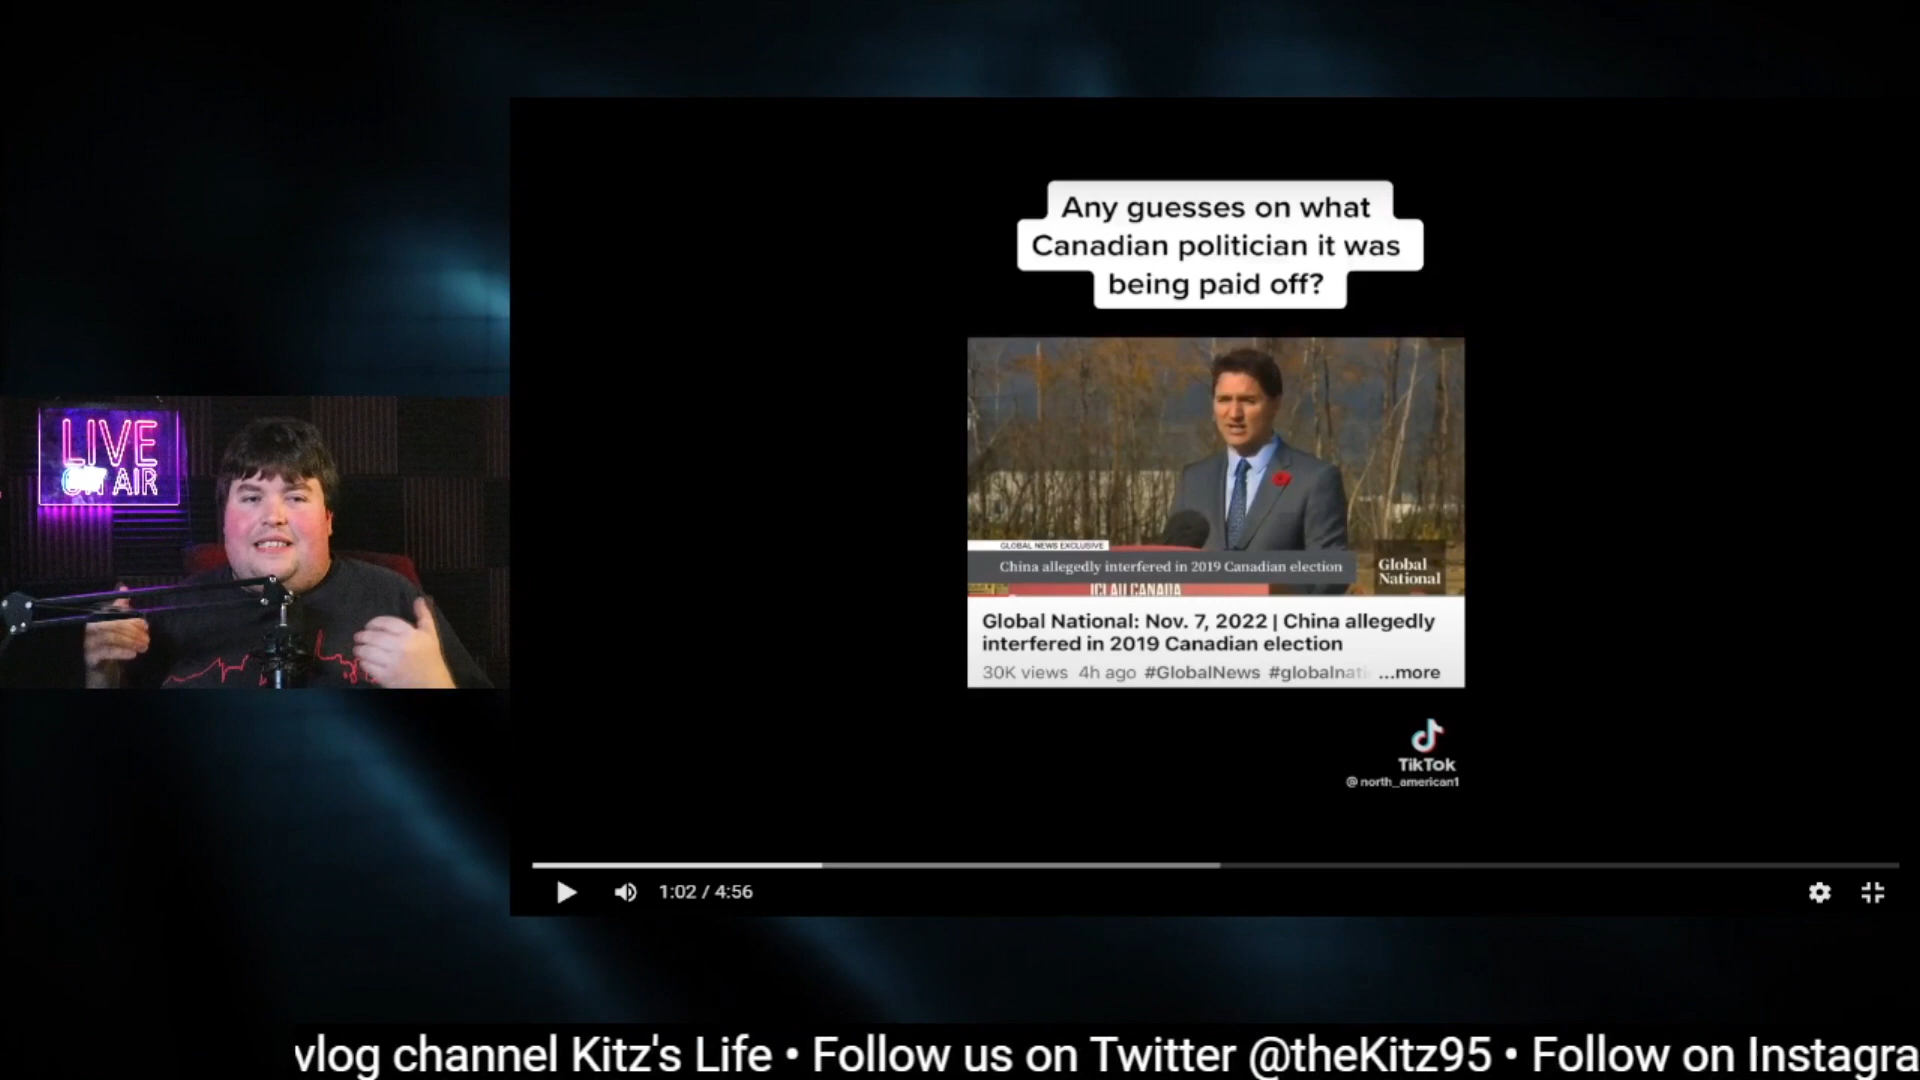 Any guesses on what
Canadian politician it was
being paid off?
LIVE
ON AIR
GLOBAL NEWS EXCLUSIVE
China allegedly interfered in 2019 Canadian election
Global
National
Global National: Nov. 7, 2022 | China allegedly
interfered in 2019 Canadian election
30K views 4h ago #GlobalNews #globalnati ...more
TikTok
@north_american1
1:02 / 4:56
vlog channel Kitz's Life • Follow us on Twitter @theKitz95 • Follow on Instagra